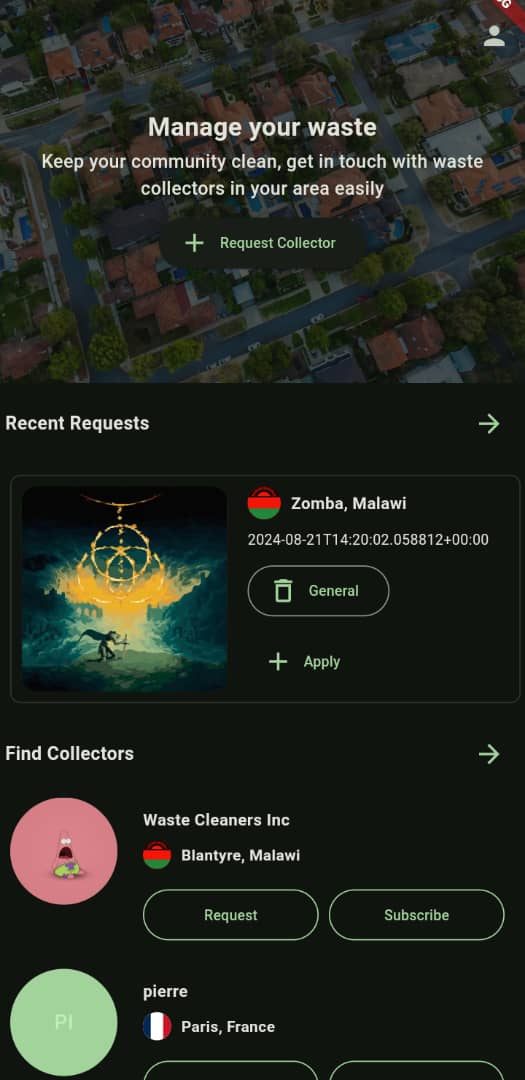 Manage your waste
Keep your community clean, get in touch with waste
collectors in your area easily
Request Collector
Recent Requests
Zomba, Malawi
2024-08-21T14:20:02.058812+00:00
General
Apply
Find Collectors
Waste Cleaners Inc
Blantyre, Malawi
Request
Subscribe
pierre
PI
Paris, France